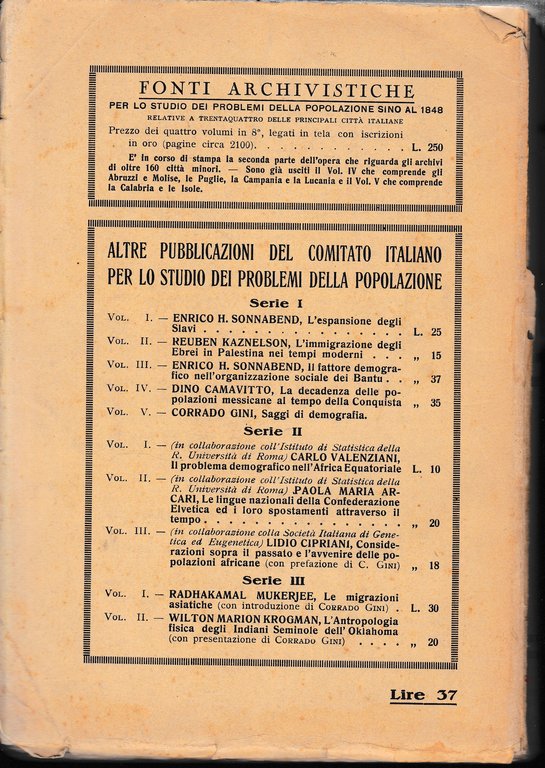 FONTI ARCHIVISTICHE
PER LO STUDIO DEI PROBLEMI DELLA POPOLAZIONE SINO AL 1848
RELATIVE A TRENTAQUATTRO DELLE PRINCIPALI CITTÀ ITALIANE
Prezzo dei quattro volumi in 8°, legati in tela con iscrizioni
in oro (pagine circa 2100). . . . . . . . . . . . . L. 250
E' in corso di stampa la seconda parte dell'opera che riguarda gli archivi
di oltre 160 città minori. — Sono già usciti il Vol. IV che comprende gli
Abruzzi e Molise, le Puglie, la Campania e la Lucania e il Vol. V che comprende
la Calabria e le Isole.
ALTRE PUBBLICAZIONI DEL COMITATO ITALIANO
PER LO STUDIO DEI PROBLEMI DELLA POPOLAZIONE
Serie I
VOL. I. — ENRICO H. SONNABEND, L'espansione degli
Slavi . . . . . . . . . . . . . . . L. 25
VOL. II. — REUBEN KAZNELSON, L'immigrazione degli
Ebrei in Palestina nei tempi moderni . . . „ 15
VOL. III. — ENRICO H. SONNABEND, Il fattore demogra-
fico nell'organizzazione sociale dei Bantu . . „ 37
VOL. IV. — DINO CAMAVITTO, La decadenza delle po-
polazioni messicane al tempo della Conquista „ 35
VOL. V. — CORRADO GINI, Saggi di demografia.
Serie II
VOL. I. — (in collaborazione coll'Istituto di Statistica della
R. Università di Roma) CARLO VALENZIANI,
Il problema demografico nell'Africa Equatoriale L. 10
VOL. II. — (in collaborazione coll'Istituto di Statistica della
R. Università di Roma) PAOLA MARIA AR-
CARI, Le lingue nazionali della Confederazione
Elvetica ed i loro spostamenti attraverso il
tempo . . . . . . . . . . . . . . . „ 20
VOL. III. — (in collaborazione colla Società Italiana di Gene-
tica ed Eugenetica) LIDIO CIPRIANI, Conside-
razioni sopra il passato e l'avvenire delle po-
polazioni africane (con prefazione di C. GINI) „ 18
Serie III
VOL. I. — RADHAKAMAL MUKERJEE, Le migrazioni
asiatiche (con introduzione di CORRADO GINI) . L. 30
VOL. II. — WILTON MARION KROGMAN, L'Antropologia
fisica degli Indiani Seminole dell'Oklahoma
(con presentazione di CORRADO GINI) . . . . „ 20
Lire 37